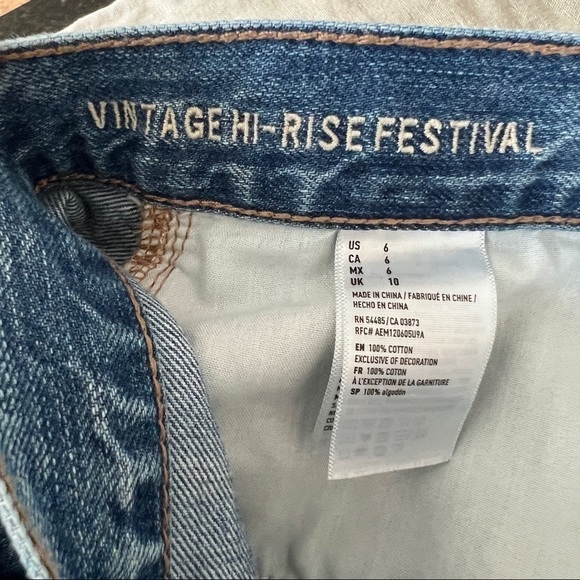 VINTAGE HI-RISE FESTIVAL
US 6
CA 6
MX 6
UK 10
MADE IN CHINA / FABRIQUÉ EN CHINE /
HECHO EN CHINA
RN 54485/CA 03873
RFC# AEM120605U9A
EN 100% COTTON
EXCLUSIVE OF DECORATION
FR 100% COTON
À L'EXCEPTION DE LA GARNITURE
SP 100% algodón